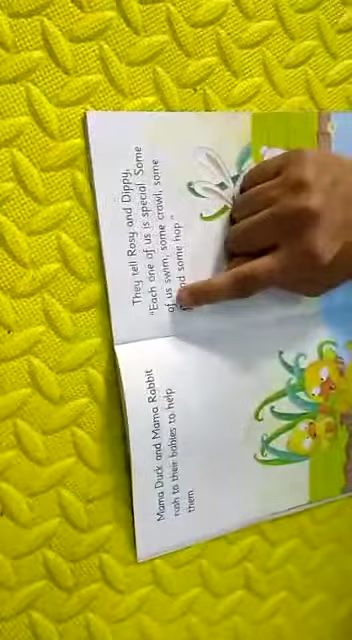 Mama Duck and Mama Rabbit
rush to their babies to help
them.
They tell Rosy and Dippy,
"Each one of us is special. Some
of us swim, some crawl, some
and some hop."